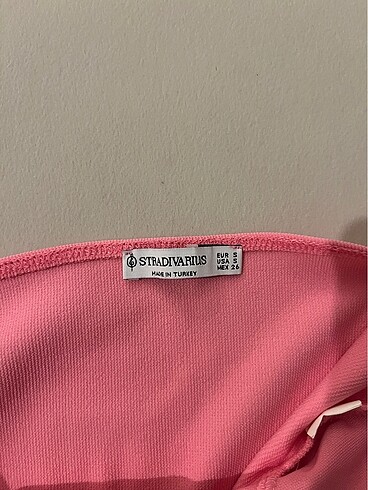 STRADIVARIUS
MADE IN TURKEY
EUR S
USA S
MEX 26